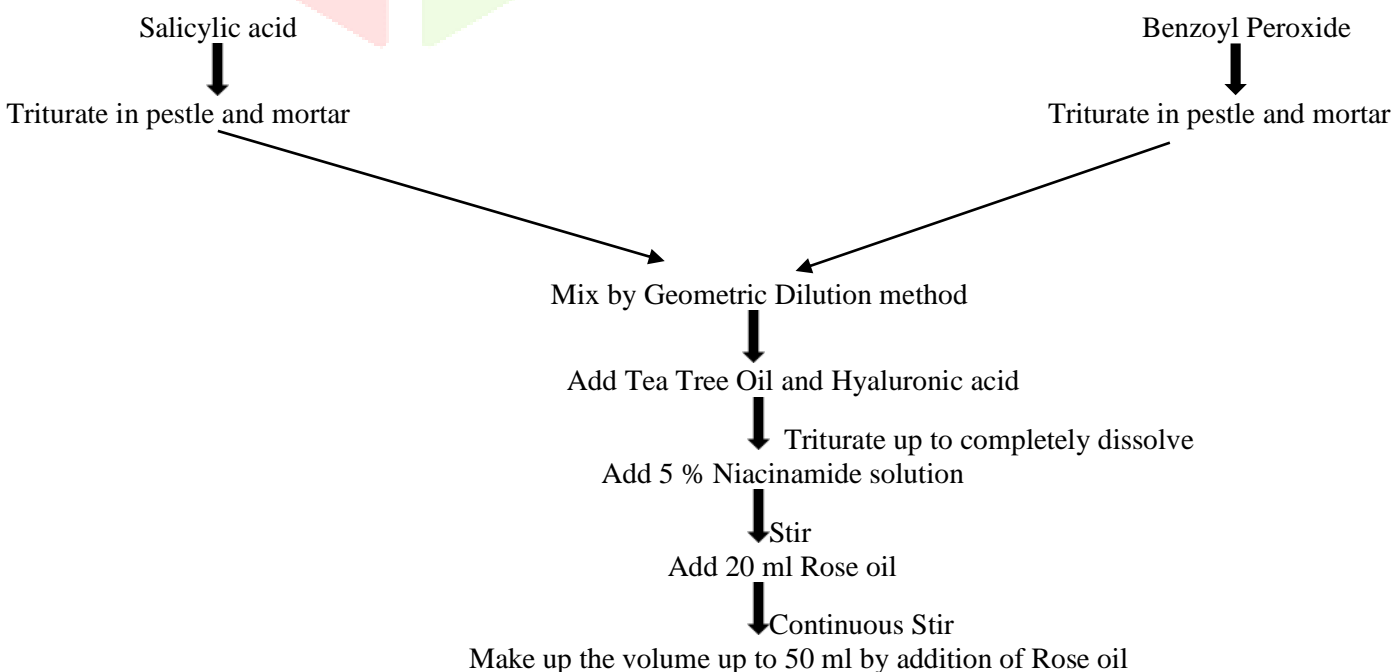 Salicylic acid
Benzoyl Peroxide
Triturate in pestle and mortar
Triturate in pestle and mortar
Mix by Geometric Dilution method
Add Tea Tree Oil and Hyaluronic acid
Triturate up to completely dissolve
Add 5 % Niacinamide solution
Stir
Add 20 ml Rose oil
Continuous Stir
Make up the volume up to 50 ml by addition of Rose oil